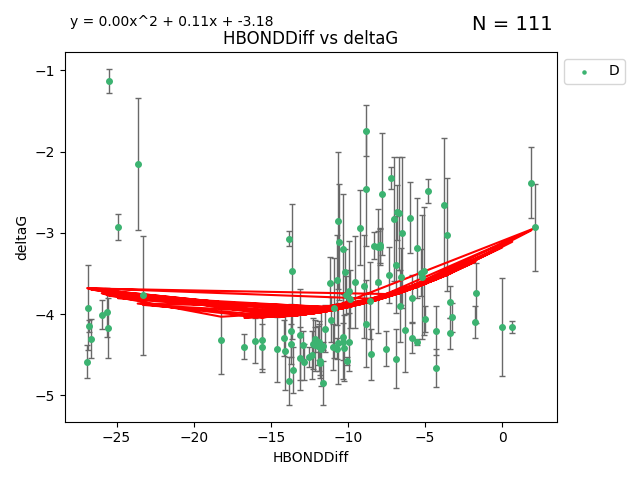 y = 0.00x^2 + 0.11x + -3.18
N = 111
HBONDDiff vs deltaG
D
−1
−2
−3
−4
−5
deltaG
−25 −20 −15 −10 −5 0
HBONDDiff